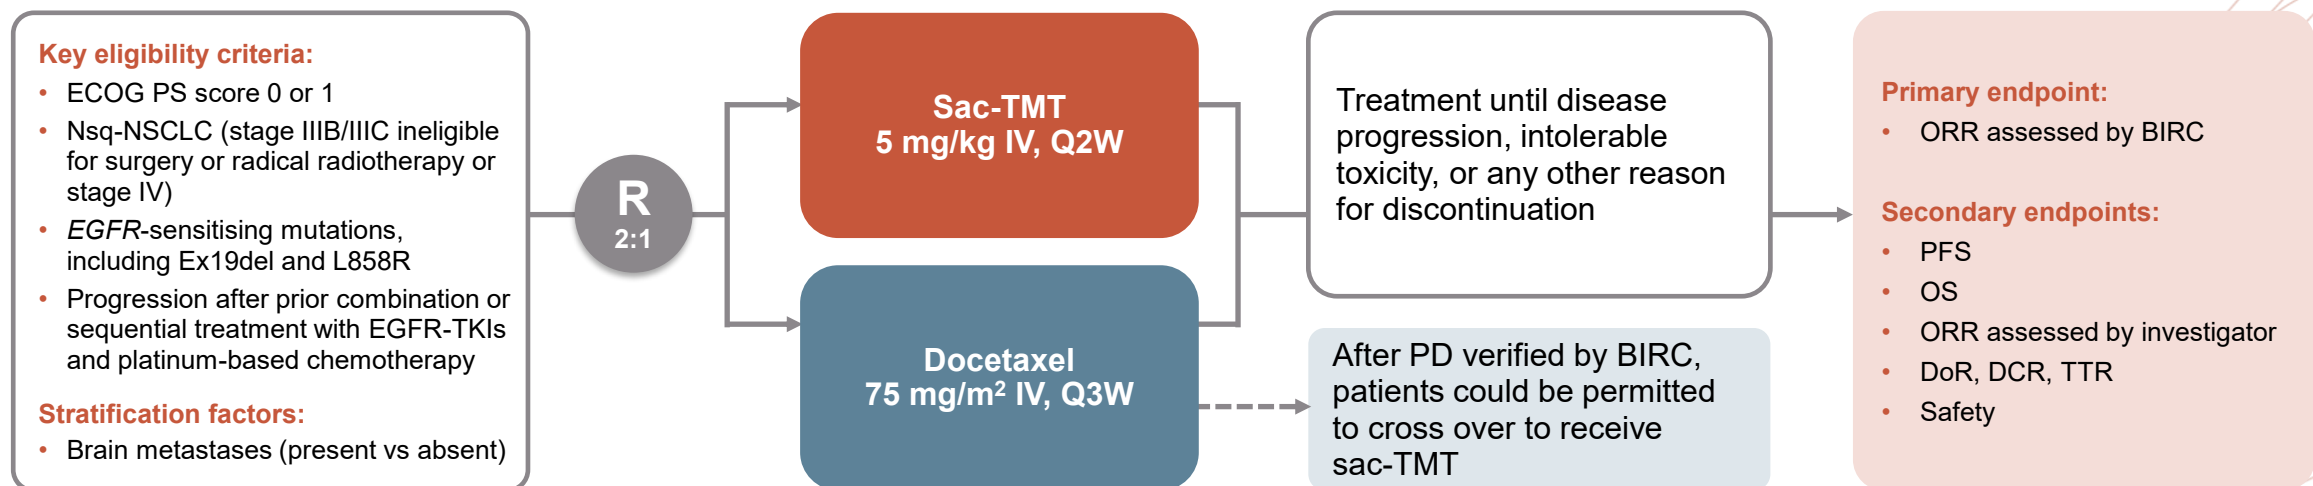 Key eligibility criteria:
• ECOG PS score 0 or 1
• Nsq-NSCLC (stage IIIB/IIIC ineligible
for surgery or radical radiotherapy or
stage IV)
• EGFR-sensitising mutations,
including Ex19del and L858R
• Progression after prior combination or
sequential treatment with EGFR-TKIs
and platinum-based chemotherapy
Stratification factors:
• Brain metastases (present vs absent)
R
2:1
Sac-TMT
5 mg/kg IV, Q2W
Docetaxel
75 mg/m² IV, Q3W
Treatment until disease
progression, intolerable
toxicity, or any other reason
for discontinuation
After PD verified by BIRC,
patients could be permitted
to cross over to receive
sac-TMT
Primary endpoint:
• ORR assessed by BIRC
Secondary endpoints:
• PFS
• OS
• ORR assessed by investigator
• DoR, DCR, TTR
• Safety